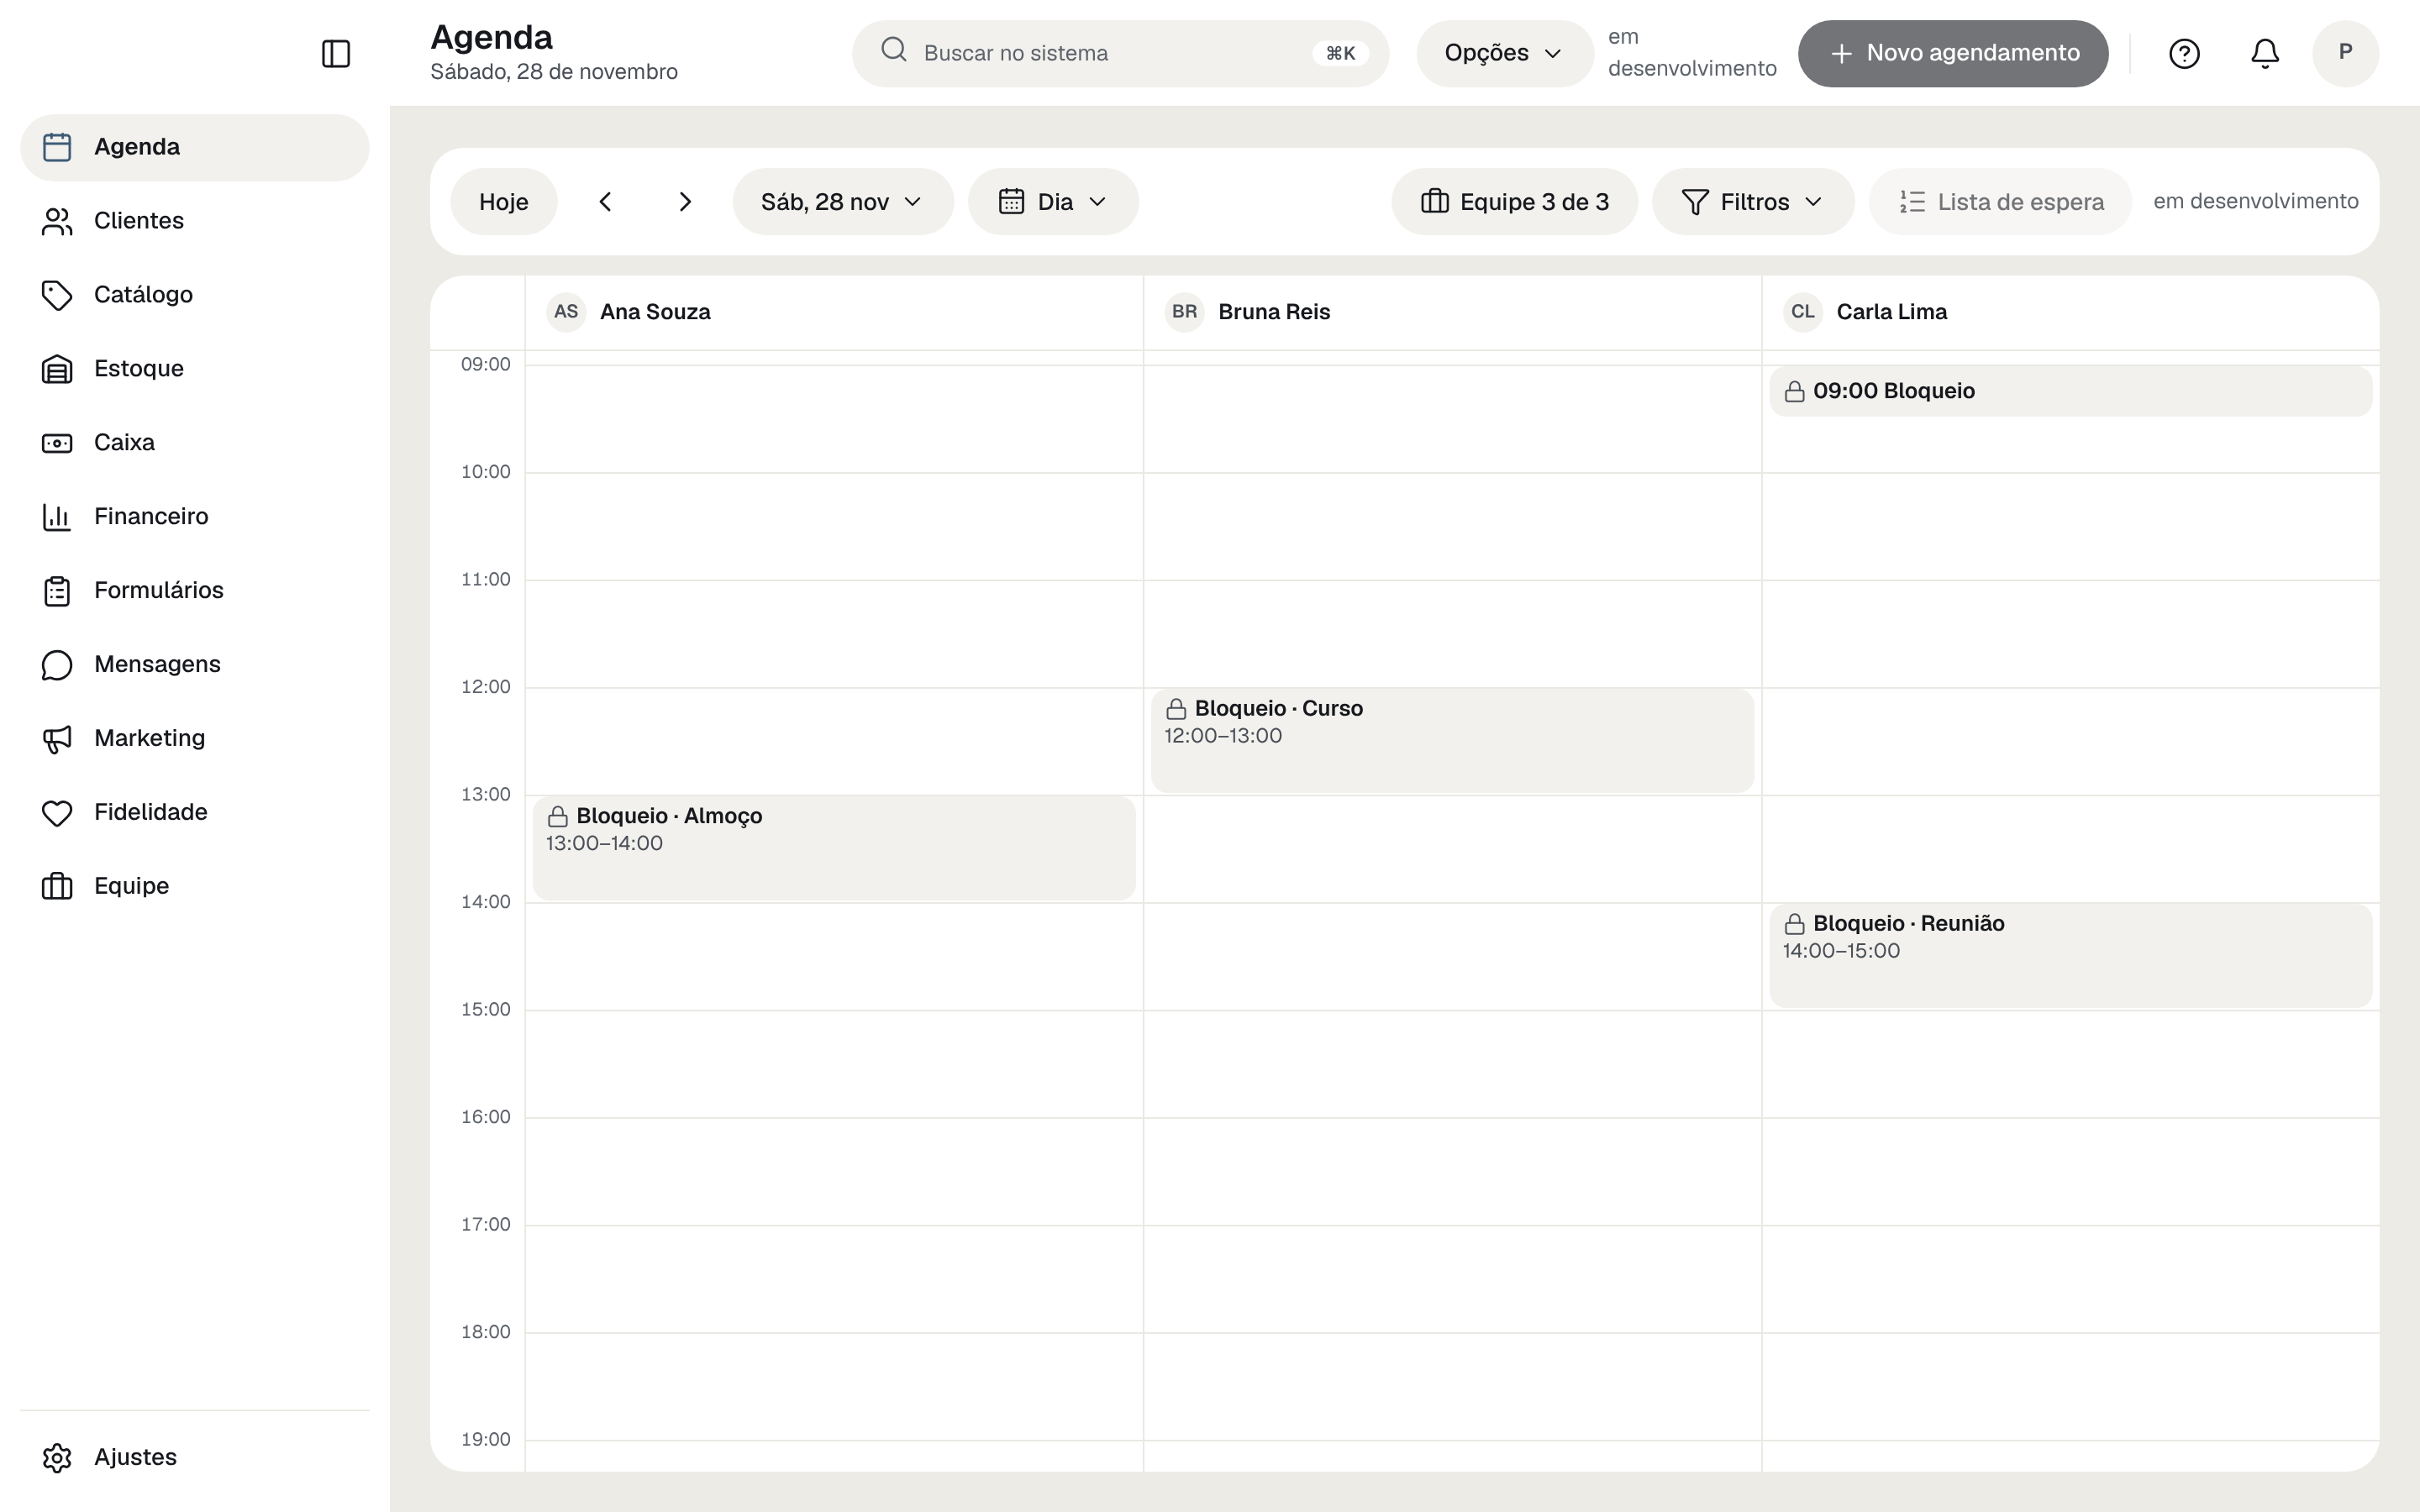 Agenda
Sábado, 28 de novembro
Buscar no sistema
⌘K
Opções
em
desenvolvimento
Novo agendamento
P
Agenda
Clientes
Catálogo
Estoque
Caixa
Financeiro
Formulários
Mensagens
Marketing
Fidelidade
Equipe
Ajustes
Hoje
Sáb, 28 nov
Dia
Equipe 3 de 3
Filtros
Lista de espera
em desenvolvimento
AS Ana Souza
BR Bruna Reis
CL Carla Lima
09:00
09:00 Bloqueio
10:00
11:00
12:00
Bloqueio · Curso
12:00–13:00
13:00
Bloqueio · Almoço
13:00–14:00
14:00
Bloqueio · Reunião
14:00–15:00
15:00
16:00
17:00
18:00
19:00